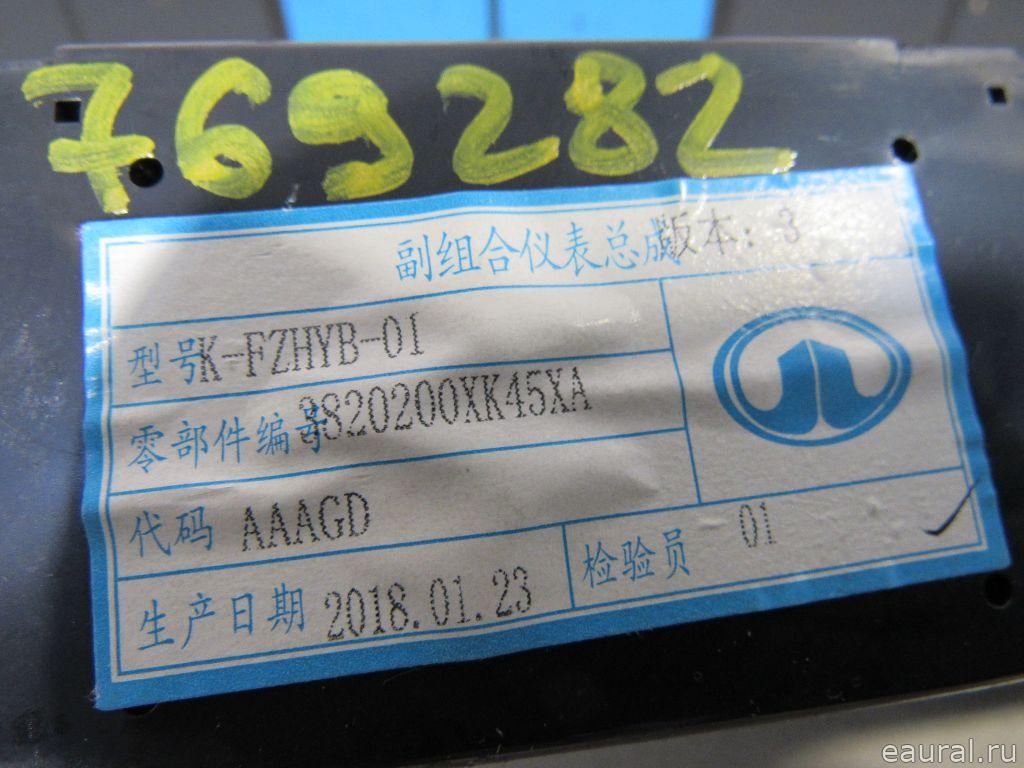 769282
副组合仪表总成版本: 3
型号K-FZHYB-01
零部件编号3820200XK45XA
代码 AAAGD
生产日期 2018.01.23 检验员 01
eaural.ru